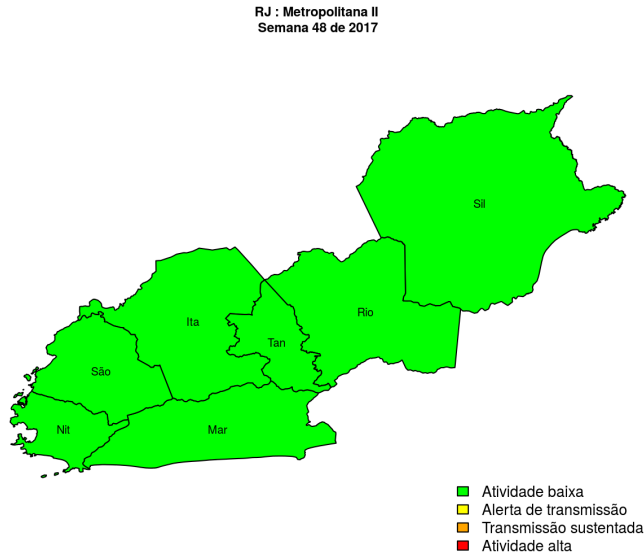 RJ : Metropolitana II
Semana 48 de 2017
Sil
Ita
Rio
Tan
São
Nit
Mar
Atividade baixa
Alerta de transmissão
Transmissão sustentada
Atividade alta